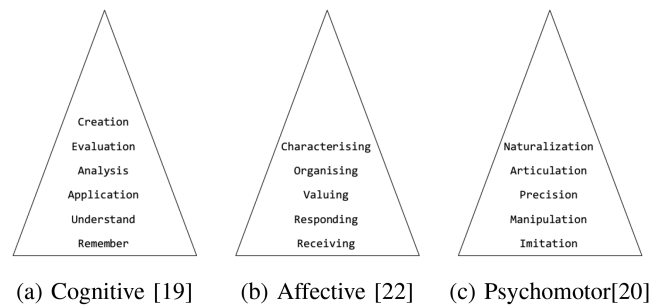 Creation
Evaluation
Analysis
Application
Understand
Remember
Characterising
Organising
Valuing
Responding
Receiving
Naturalization
Articulation
Precision
Manipulation
Imitation
(a) Cognitive [19]
(b) Affective [22]
(c) Psychomotor[20]